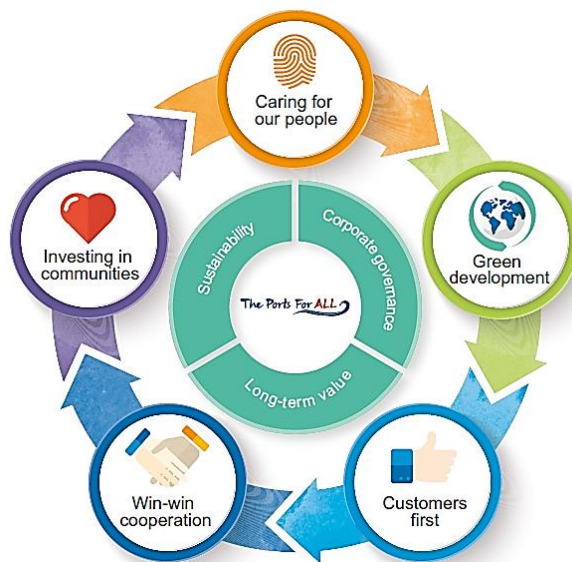 Caring for
our people
Green
development
Customers
first
Win-win
cooperation
Investing in
communities
Sustainability
Corporate governance
Long-term value
The Ports For ALL